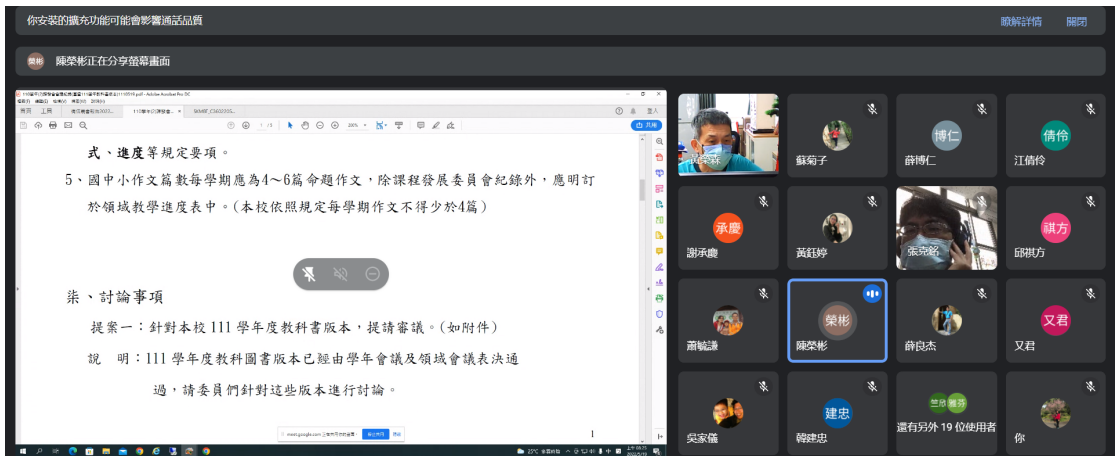 你安裝的擴充功能可能會影響通話品質
瞭解詳情 關閉
榮彬 陳榮彬正在分享螢幕畫面
式、進度等規定要項。
5、國中小作文篇數每學期應為4～6篇命題作文，除課程發展委員會紀錄外，應明訂
於領域教學進度表中。(本校依照規定每學期作文不得少於4篇)
柒、討論事項
提案一：針對本校 111 學年度教科書版本，提請審議。(如附件)
說 明：111 學年度教科圖書版本已經由學年會議及領域會議表決通
過，請委員們針對這些版本進行討論。
1
黃榮森
蘇菊子
博仁
薛博仁
倩伶
江倩伶
承慶
謝承慶
黃鈺婷
張克銘
祺方
邱祺方
蕭毓謙
榮彬
陳榮彬
薛良杰
又君
又君
吳家儀
建忠
韓建忠
還有另外 19 位使用者
你